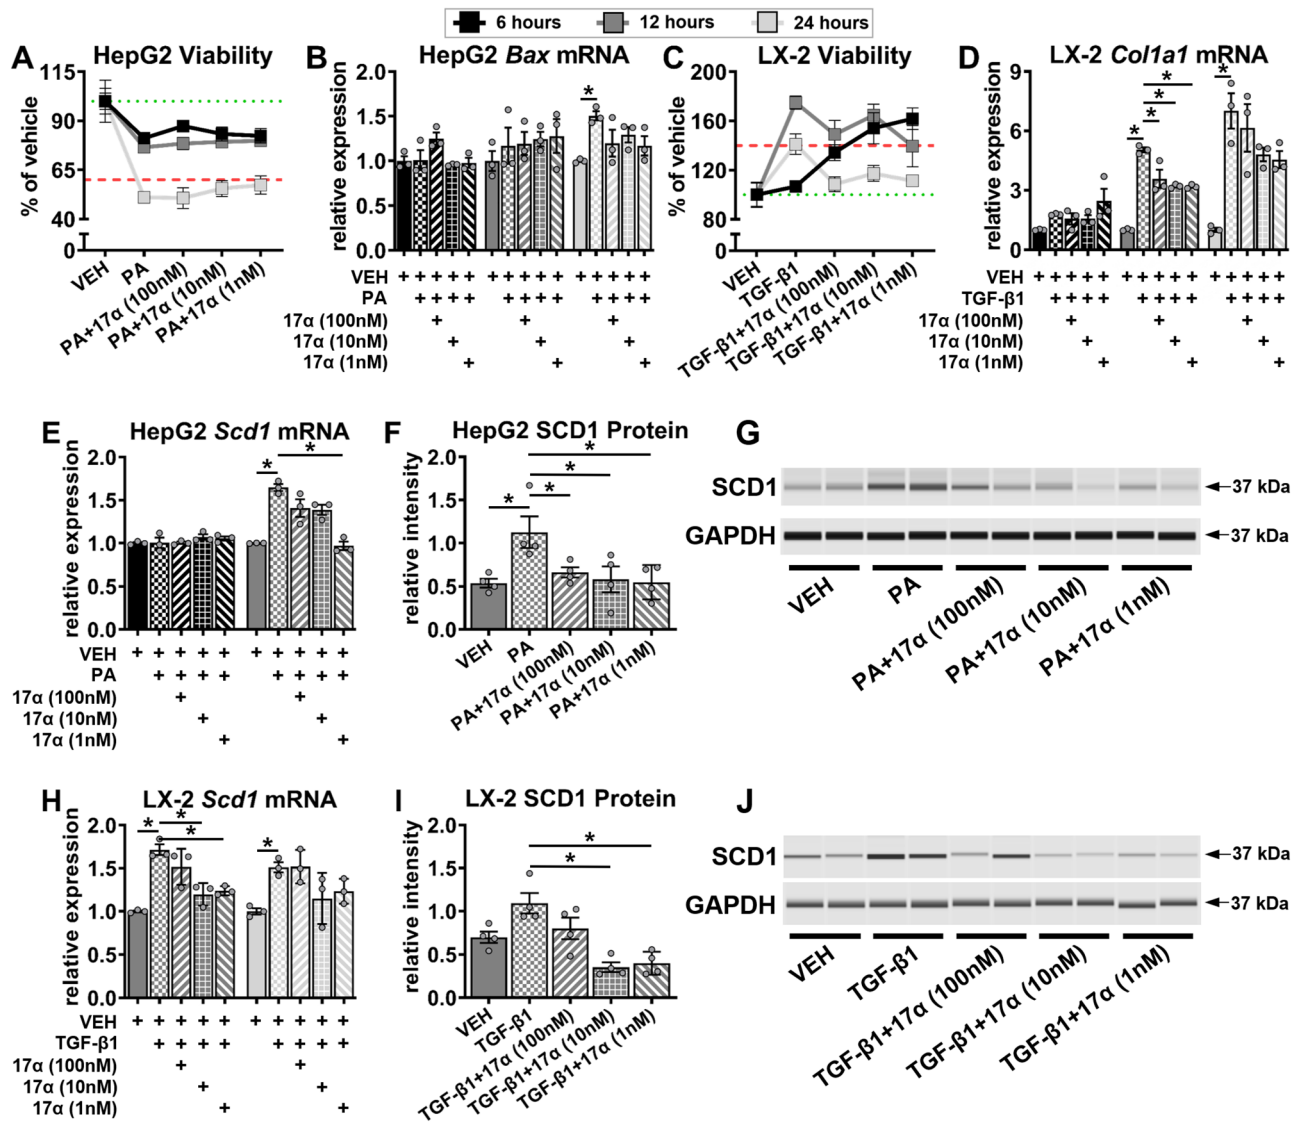 6 hours 12 hours 24 hours
A HepG2 Viability
% of vehicle
115
90
65
40
0
VEH
PA
PA+17α (100nM)
PA+17α (10nM)
PA+17α (1nM)
B HepG2 Bax mRNA
relative expression
2.0
1.5
1.0
0.5
0.0
*
VEH + + + + + + + + + + + + + + +
PA + + + + + + + + + + + +
17α (100nM) + + +
17α (10nM) + + +
17α (1nM) + + +
C LX-2 Viability
% of vehicle
200
160
120
80
0
VEH
TGF-β1
TGF-β1+17α (100nM)
TGF-β1+17α (10nM)
TGF-β1+17α (1nM)
D LX-2 Col1a1 mRNA
relative expression
9
6
3
0
* * * * *
VEH + + + + + + + + + + + + + + +
TGF-β1 + + + + + + + + + + + +
17α (100nM) + + +
17α (10nM) + + +
17α (1nM) + + +
E HepG2 Scd1 mRNA
relative expression
2.0
1.5
1.0
0.5
0.0
* *
VEH + + + + + + + + + +
PA + + + + + + + +
17α (100nM) + +
17α (10nM) + +
17α (1nM) + +
F HepG2 SCD1 Protein
relative intensity
2.0
1.5
1.0
0.5
0.0
* * * *
VEH
PA
PA+17α (100nM)
PA+17α (10nM)
PA+17α (1nM)
G
SCD1 37 kDa
GAPDH 37 kDa
VEH
PA
PA+17α (100nM)
PA+17α (10nM)
PA+17α (1nM)
H LX-2 Scd1 mRNA
relative expression
2.0
1.5
1.0
0.5
0.0
* * * *
VEH + + + + + + + + + +
TGF-β1 + + + + + + + +
17α (100nM) + +
17α (10nM) + +
17α (1nM) + +
I LX-2 SCD1 Protein
relative intensity
2.0
1.5
1.0
0.5
0.0
* *
VEH
TGF-β1
TGF-β1+17α (100nM)
TGF-β1+17α (10nM)
TGF-β1+17α (1nM)
J
SCD1 37 kDa
GAPDH 37 kDa
VEH
TGF-β1
TGF-β1+17α (100nM)
TGF-β1+17α (10nM)
TGF-β1+17α (1nM)